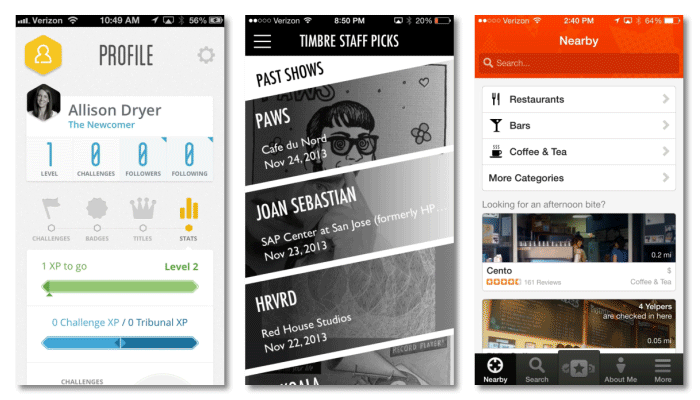 Verizon 10:49 AM 56%
PROFILE
Allison Dryer
The Newcomer
1 0 0 0
LEVEL CHALLENGES FOLLOWERS FOLLOWING
CHALLENGES BADGES TITLES STATS
1 XP to go Level 2
0 Challenge XP / 0 Tribunal XP
CHALLENGES
Verizon 8:50 PM 20%
TIMBRE STAFF PICKS
PAST SHOWS
PAWS
Cafe du Nord
Nov 24, 2013
JOAN SEBASTIAN
SAP Center at San Jose (formerly HP...
Nov 23, 2013
HRVRD
Red House Studios
Nov 22, 2013
RECORD PLAYER?
KOALA
Verizon 2:40 PM 64%
Nearby
Search...
Restaurants
Bars
Coffee & Tea
More Categories
Looking for an afternoon bite?
0.2 mi
Cento $
161 Reviews Coffee & Tea
4 Yelpers
are checked in here
0.05 mi
Nearby Search About Me More